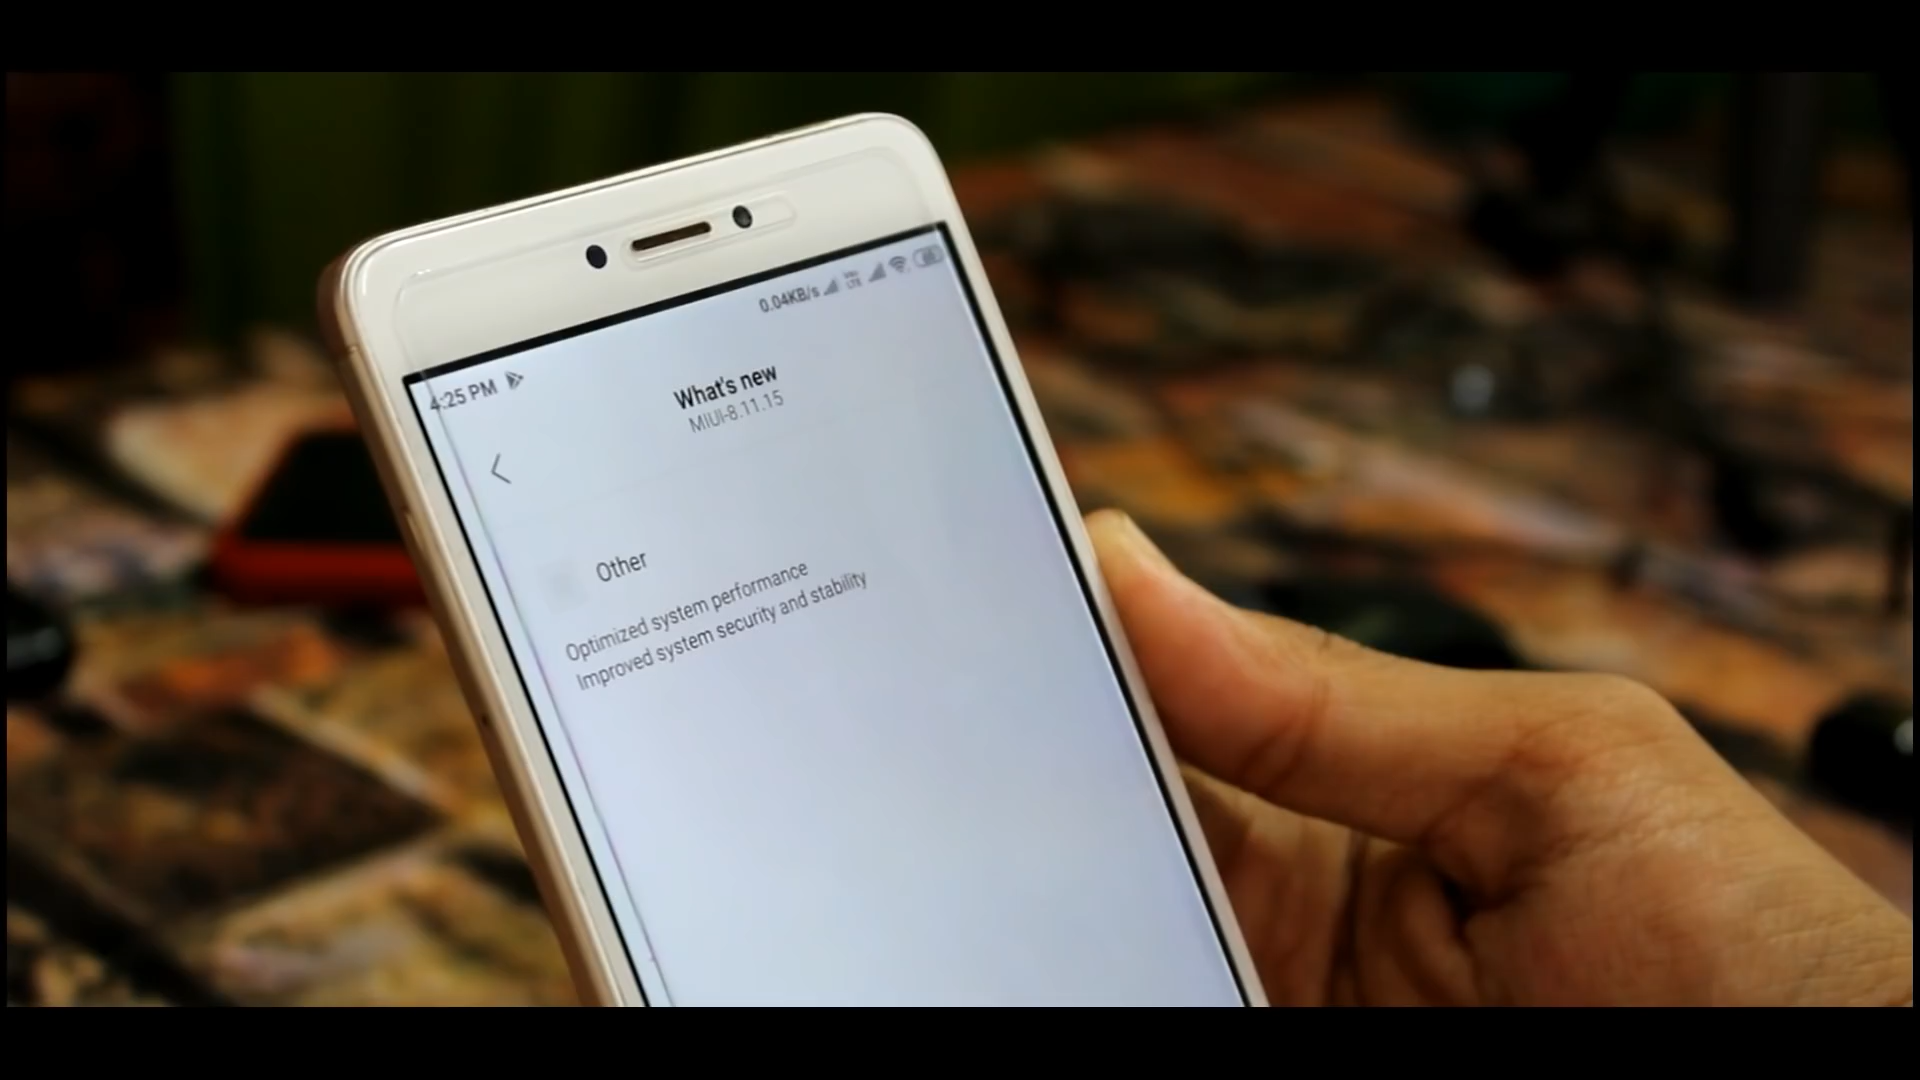 4:25 PM
0.04KB/s
What's new
MIUI-8.11.15
Other
Optimized system performance
Improved system security and stability